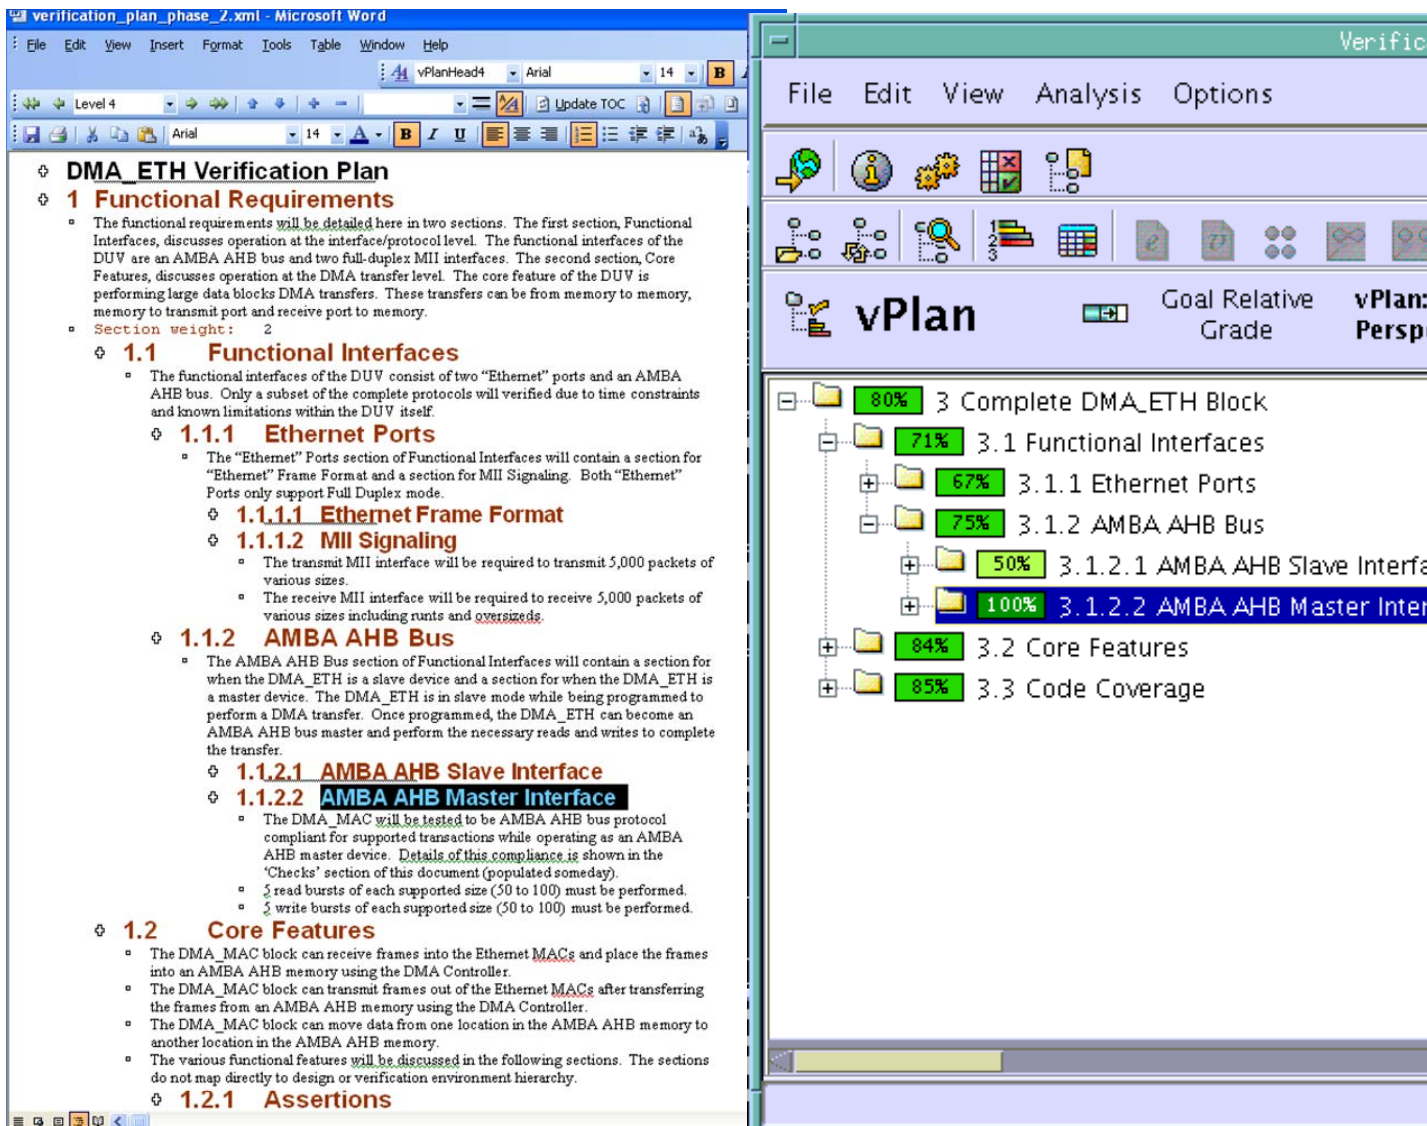 verification_plan_phase_2.xml - Microsoft Word
File Edit View Insert Format Tools Table Window Help
vPlanHead4 Arial 14 B
Level 4 Update TOC
Arial 14 A B I U
DMA_ETH Verification Plan
1 Functional Requirements
The functional requirements will be detailed here in two sections. The first section, Functional
Interfaces, discusses operation at the interface/protocol level. The functional interfaces of the
DUV are an AMBA AHB bus and two full-duplex MII interfaces. The second section, Core
Features, discusses operation at the DMA transfer level. The core feature of the DUV is
performing large data blocks DMA transfers. These transfers can be from memory to memory,
memory to transmit port and receive port to memory.
Section weight: 2
1.1 Functional Interfaces
The functional interfaces of the DUV consist of two “Ethernet” ports and an AMBA
AHB bus. Only a subset of the complete protocols will verified due to time constraints
and known limitations within the DUV itself.
1.1.1 Ethernet Ports
The “Ethernet” Ports section of Functional Interfaces will contain a section for
“Ethernet” Frame Format and a section for MII Signaling. Both “Ethernet”
Ports only support Full Duplex mode.
1.1.1.1 Ethernet Frame Format
1.1.1.2 MII Signaling
The transmit MII interface will be required to transmit 5,000 packets of
various sizes.
The receive MII interface will be required to receive 5,000 packets of
various sizes including runts and oversizeds.
1.1.2 AMBA AHB Bus
The AMBA AHB Bus section of Functional Interfaces will contain a section for
when the DMA_ETH is a slave device and a section for when the DMA_ETH is
a master device. The DMA_ETH is in slave mode while being programmed to
perform a DMA transfer. Once programmed, the DMA_ETH can become an
AMBA AHB bus master and perform the necessary reads and writes to complete
the transfer.
1.1.2.1 AMBA AHB Slave Interface
1.1.2.2 AMBA AHB Master Interface
The DMA_MAC will be tested to be AMBA AHB bus protocol
compliant for supported transactions while operating as an AMBA
AHB master device. Details of this compliance is shown in the
‘Checks’ section of this document (populated someday).
5 read bursts of each supported size (50 to 100) must be performed.
5 write bursts of each supported size (50 to 100) must be performed.
1.2 Core Features
The DMA_MAC block can receive frames into the Ethernet MACs and place the frames
into an AMBA AHB memory using the DMA Controller.
The DMA_MAC block can transmit frames out of the Ethernet MACs after transferring
the frames from an AMBA AHB memory using the DMA Controller.
The DMA_MAC block can move data from one location in the AMBA AHB memory to
another location in the AMBA AHB memory.
The various functional features will be discussed in the following sections. The sections
do not map directly to design or verification environment hierarchy.
1.2.1 Assertions
Verific
File Edit View Analysis Options
vPlan
Goal Relative
Grade
vPlan:
Persp
80% 3 Complete DMA_ETH Block
71% 3.1 Functional Interfaces
67% 3.1.1 Ethernet Ports
75% 3.1.2 AMBA AHB Bus
50% 3.1.2.1 AMBA AHB Slave Interfa
100% 3.1.2.2 AMBA AHB Master Inter
84% 3.2 Core Features
85% 3.3 Code Coverage